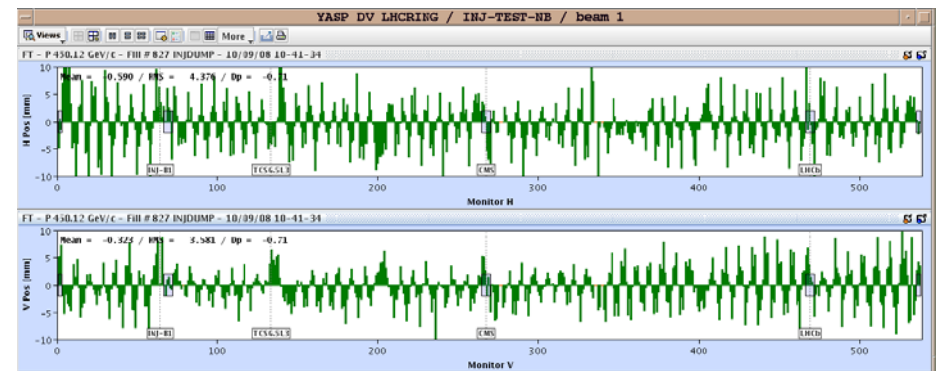 YASP DV LHCRING / INJ-TEST-NB / beam 1
Views More
FT - P 450.12 GeV/c - Fill # 827 INJDUMP - 10/09/08 10-41-34
Mean = -0.590 / RMS = 4.376 / Dp = -0.71
H Pos [mm]
10
5
0
-5
-10
INJ-B1 TCSG.5L3 CMS LHCb
0 100 200 300 400 500
Monitor H
FT - P 450.12 GeV/c - Fill # 827 INJDUMP - 10/09/08 10-41-34
Mean = -0.323 / RMS = 3.581 / Dp = -0.71
V Pos [mm]
10
5
0
-5
-10
INJ-B1 TCSG.5L3 CMS LHCb
0 100 200 300 400 500
Monitor V